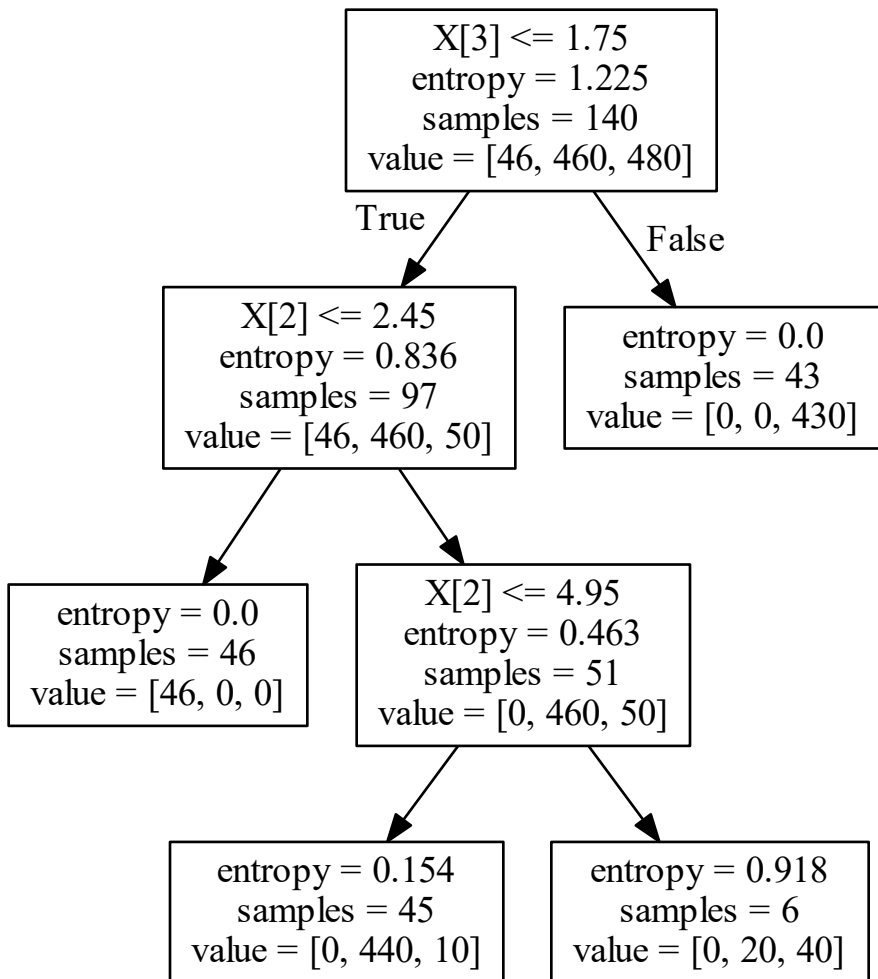 X[3] <= 1.75
entropy = 1.225
samples = 140
value = [46, 460, 480]
True
False
X[2] <= 2.45
entropy = 0.836
samples = 97
value = [46, 460, 50]
entropy = 0.0
samples = 43
value = [0, 0, 430]
entropy = 0.0
samples = 46
value = [46, 0, 0]
X[2] <= 4.95
entropy = 0.463
samples = 51
value = [0, 460, 50]
entropy = 0.154
samples = 45
value = [0, 440, 10]
entropy = 0.918
samples = 6
value = [0, 20, 40]